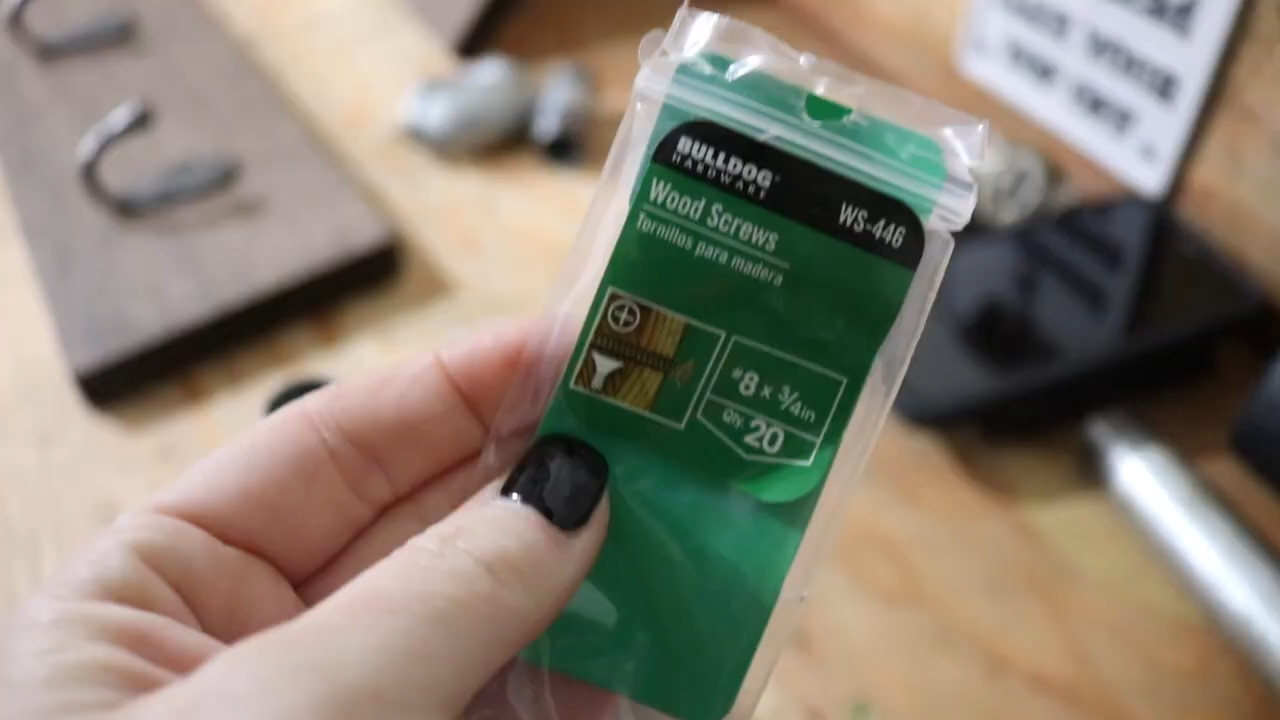 BULLDOG
HARDWARE
WS-446
Wood Screws
Tornillos para madera
#8 x 3/4in
Qty. 20